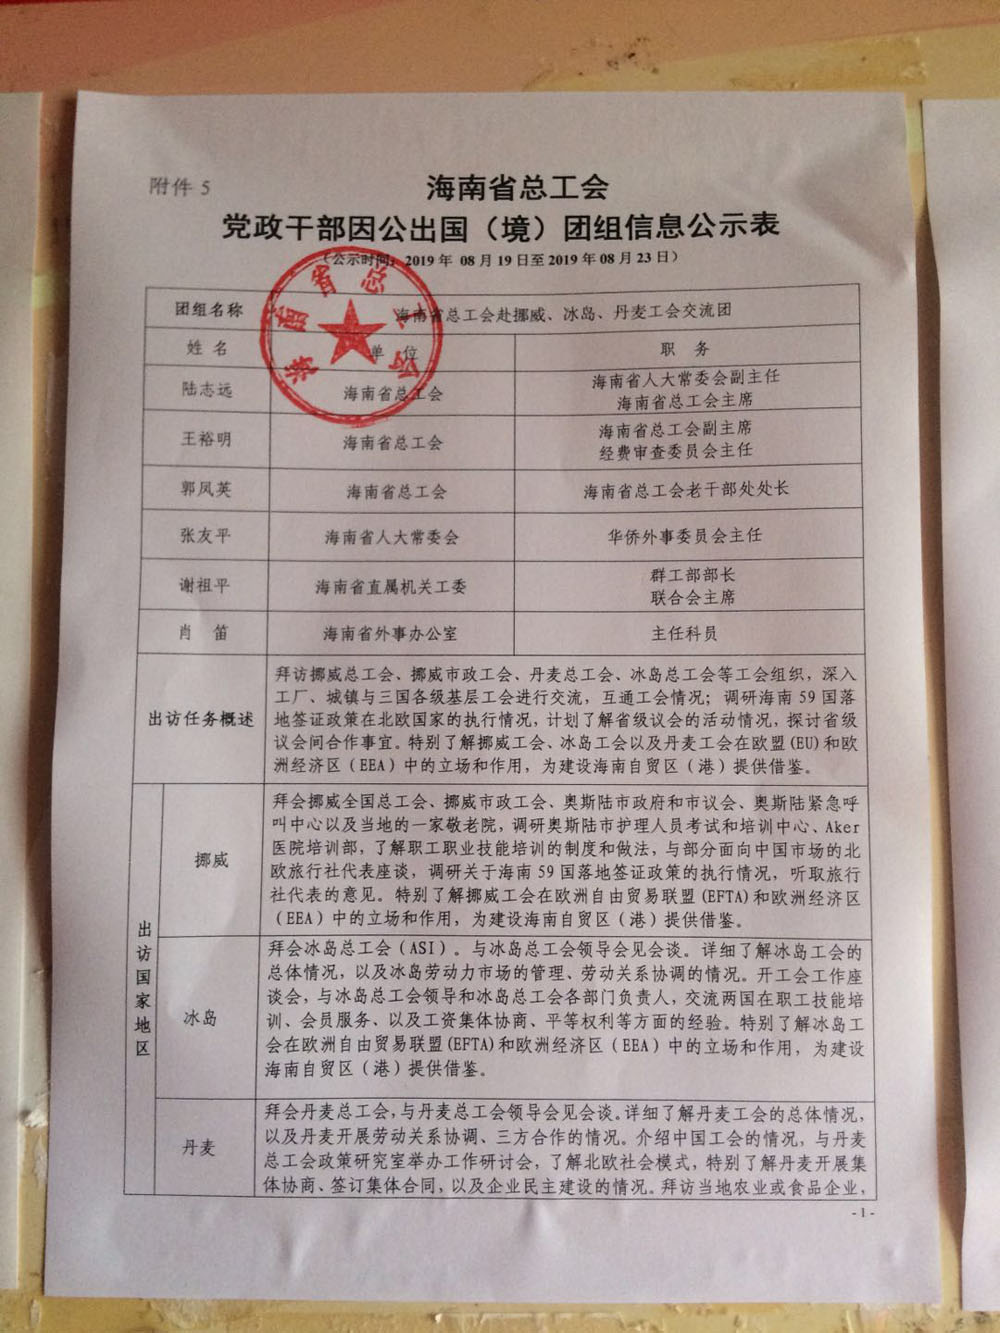 附件 5
海南省总工会
党政干部因公出国（境）团组信息公示表
（公示时间：2019 年 08 月 19 日至 2019 年 08 月 23 日）
团组名称 海南省总工会赴挪威、冰岛、丹麦工会交流团
姓 名 单 位 职 务
陆志远 海南省总工会 海南省人大常委会副主任
海南省总工会主席
王裕明 海南省总工会 海南省总工会副主席
经费审查委员会主任
郭凤英 海南省总工会 海南省总工会老干部处处长
张友平 海南省人大常委会 华侨外事委员会主任
谢祖平 海南省直属机关工委 群工部部长
联合会主席
肖 笛 海南省外事办公室 主任科员
出访任务概述
拜访挪威总工会、挪威市政工会、丹麦总工会、冰岛总工会等工会组织，深入
工厂、城镇与三国各级基层工会进行交流，互通工会情况；调研海南 59 国落
地签证政策在北欧国家的执行情况，计划了解省级议会的活动情况，探讨省级
议会间合作事宜。特别了解挪威工会、冰岛工会以及丹麦工会在欧盟(EU)和欧
洲经济区（EEA）中的立场和作用，为建设海南自贸区（港）提供借鉴。
出访国家地区
挪威
拜会挪威全国总工会、挪威市政工会、奥斯陆市政府和市议会、奥斯陆紧急呼
叫中心以及当地的一家敬老院，调研奥斯陆市护理人员考试和培训中心、Aker
医院培训部，了解职工职业技能培训的制度和做法，与部分面向中国市场的北
欧旅行社代表座谈，调研关于海南 59 国落地签证政策的执行情况，听取旅行
社代表的意见。特别了解挪威工会在欧洲自由贸易联盟(EFTA)和欧洲经济区
（EEA）中的立场和作用，为建设海南自贸区（港）提供借鉴。
冰岛
拜会冰岛总工会（ASI）。与冰岛总工会领导会见会谈。详细了解冰岛工会的
总体情况，以及冰岛劳动力市场的管理、劳动关系协调的情况。开工会工作座
谈会，与冰岛总工会领导和冰岛总工会各部门负责人，交流两国在职工技能培
训、会员服务、以及工资集体协商、平等权利等方面的经验。特别了解冰岛工
会在欧洲自由贸易联盟(EFTA)和欧洲经济区（EEA）中的立场和作用，为建设
海南自贸区（港）提供借鉴。
丹麦
拜会丹麦总工会，与丹麦总工会领导会见会谈。详细了解丹麦工会的总体情况，
以及丹麦开展劳动关系协调、三方合作的情况。介绍中国工会的情况，与丹麦
总工会政策研究室举办工作研讨会，了解北欧社会模式，特别了解丹麦开展集
体协商、签订集体合同，以及企业民主建设的情况。拜访当地农业或食品企业，
- 1 -
海南省总工会